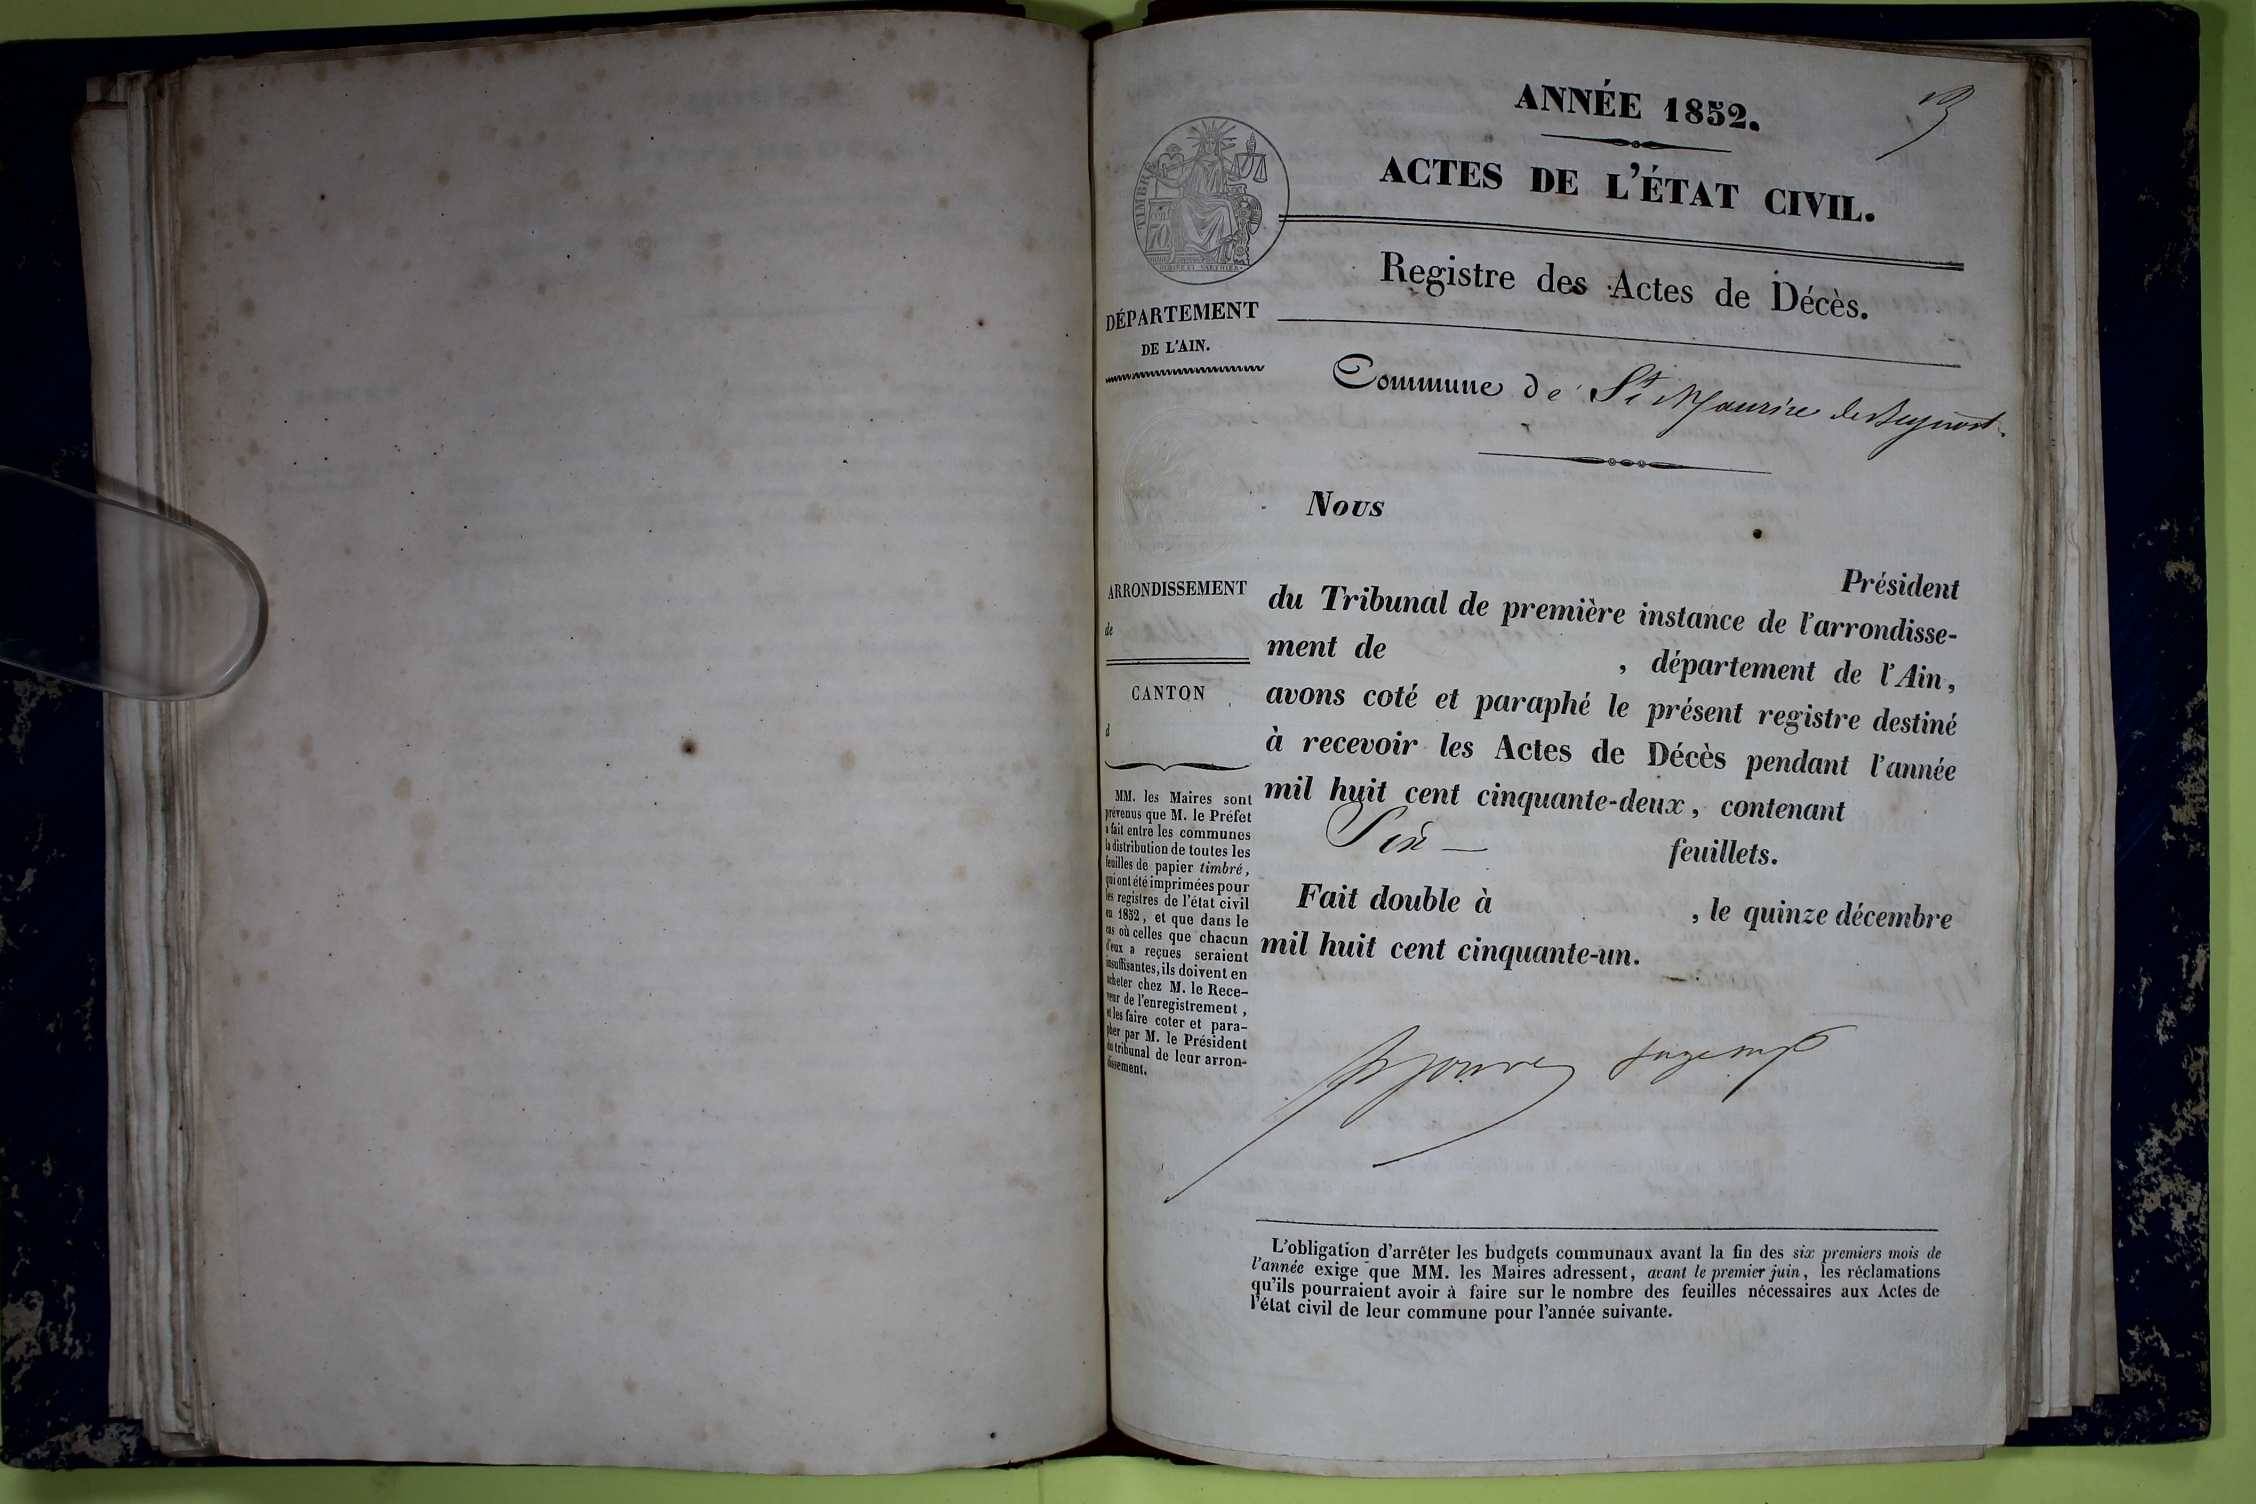 ANNÉE 1852.
ACTES DE L'ÉTAT CIVIL.
TIMBRE
Registre des Actes de Décès.
DÉPARTEMENT
DE L'AIN.
Commune de St Maurice de Beynost
Nous
Président
du Tribunal de première instance de l'arrondisse-
ment de , département de l'Ain,
avons coté et paraphé le présent registre destiné
à recevoir les Actes de Décès pendant l'année
mil huit cent cinquante-deux, contenant
Six — feuillets.
Fait double à , le quinze décembre
mil huit cent cinquante-un.
ARRONDISSEMENT
de
CANTON
d
MM. les Maires sont
prévenus que M. le Préfet
a fait entre les communes
la distribution de toutes les
feuilles de papier timbré,
qui ont été imprimées pour
les registres de l'état civil
en 1852, et que dans le
cas où celles que chacun
d'eux a reçues seraient
insuffisantes, ils doivent en
acheter chez M. le Rece-
veur de l'enregistrement,
et les faire coter et para-
pher par M. le Président
du tribunal de leur arron-
dissement.
L'obligation d'arrêter les budgets communaux avant la fin des six premiers mois de
l'année exige que MM. les Maires adressent, avant le premier juin, les réclamations
qu'ils pourraient avoir à faire sur le nombre des feuilles nécessaires aux Actes de
l'état civil de leur commune pour l'année suivante.